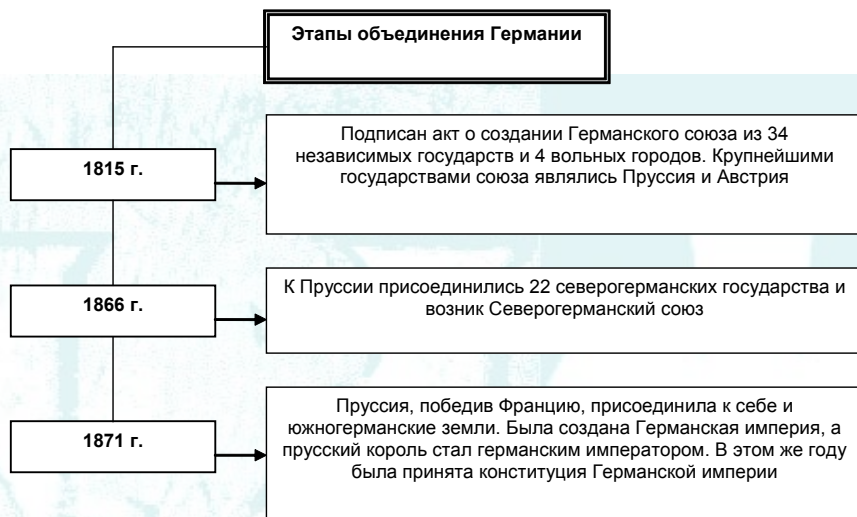 Этапы объединения Германии
1815 г.
Подписан акт о создании Германского союза из 34
независимых государств и 4 вольных городов. Крупнейшими
государствами союза являлись Пруссия и Австрия
1866 г.
К Пруссии присоединились 22 северогерманских государства и
возник Северогерманский союз
1871 г.
Пруссия, победив Францию, присоединила к себе и
южногерманские земли. Была создана Германская империя, а
прусский король стал германским императором. В этом же году
была принята конституция Германской империи